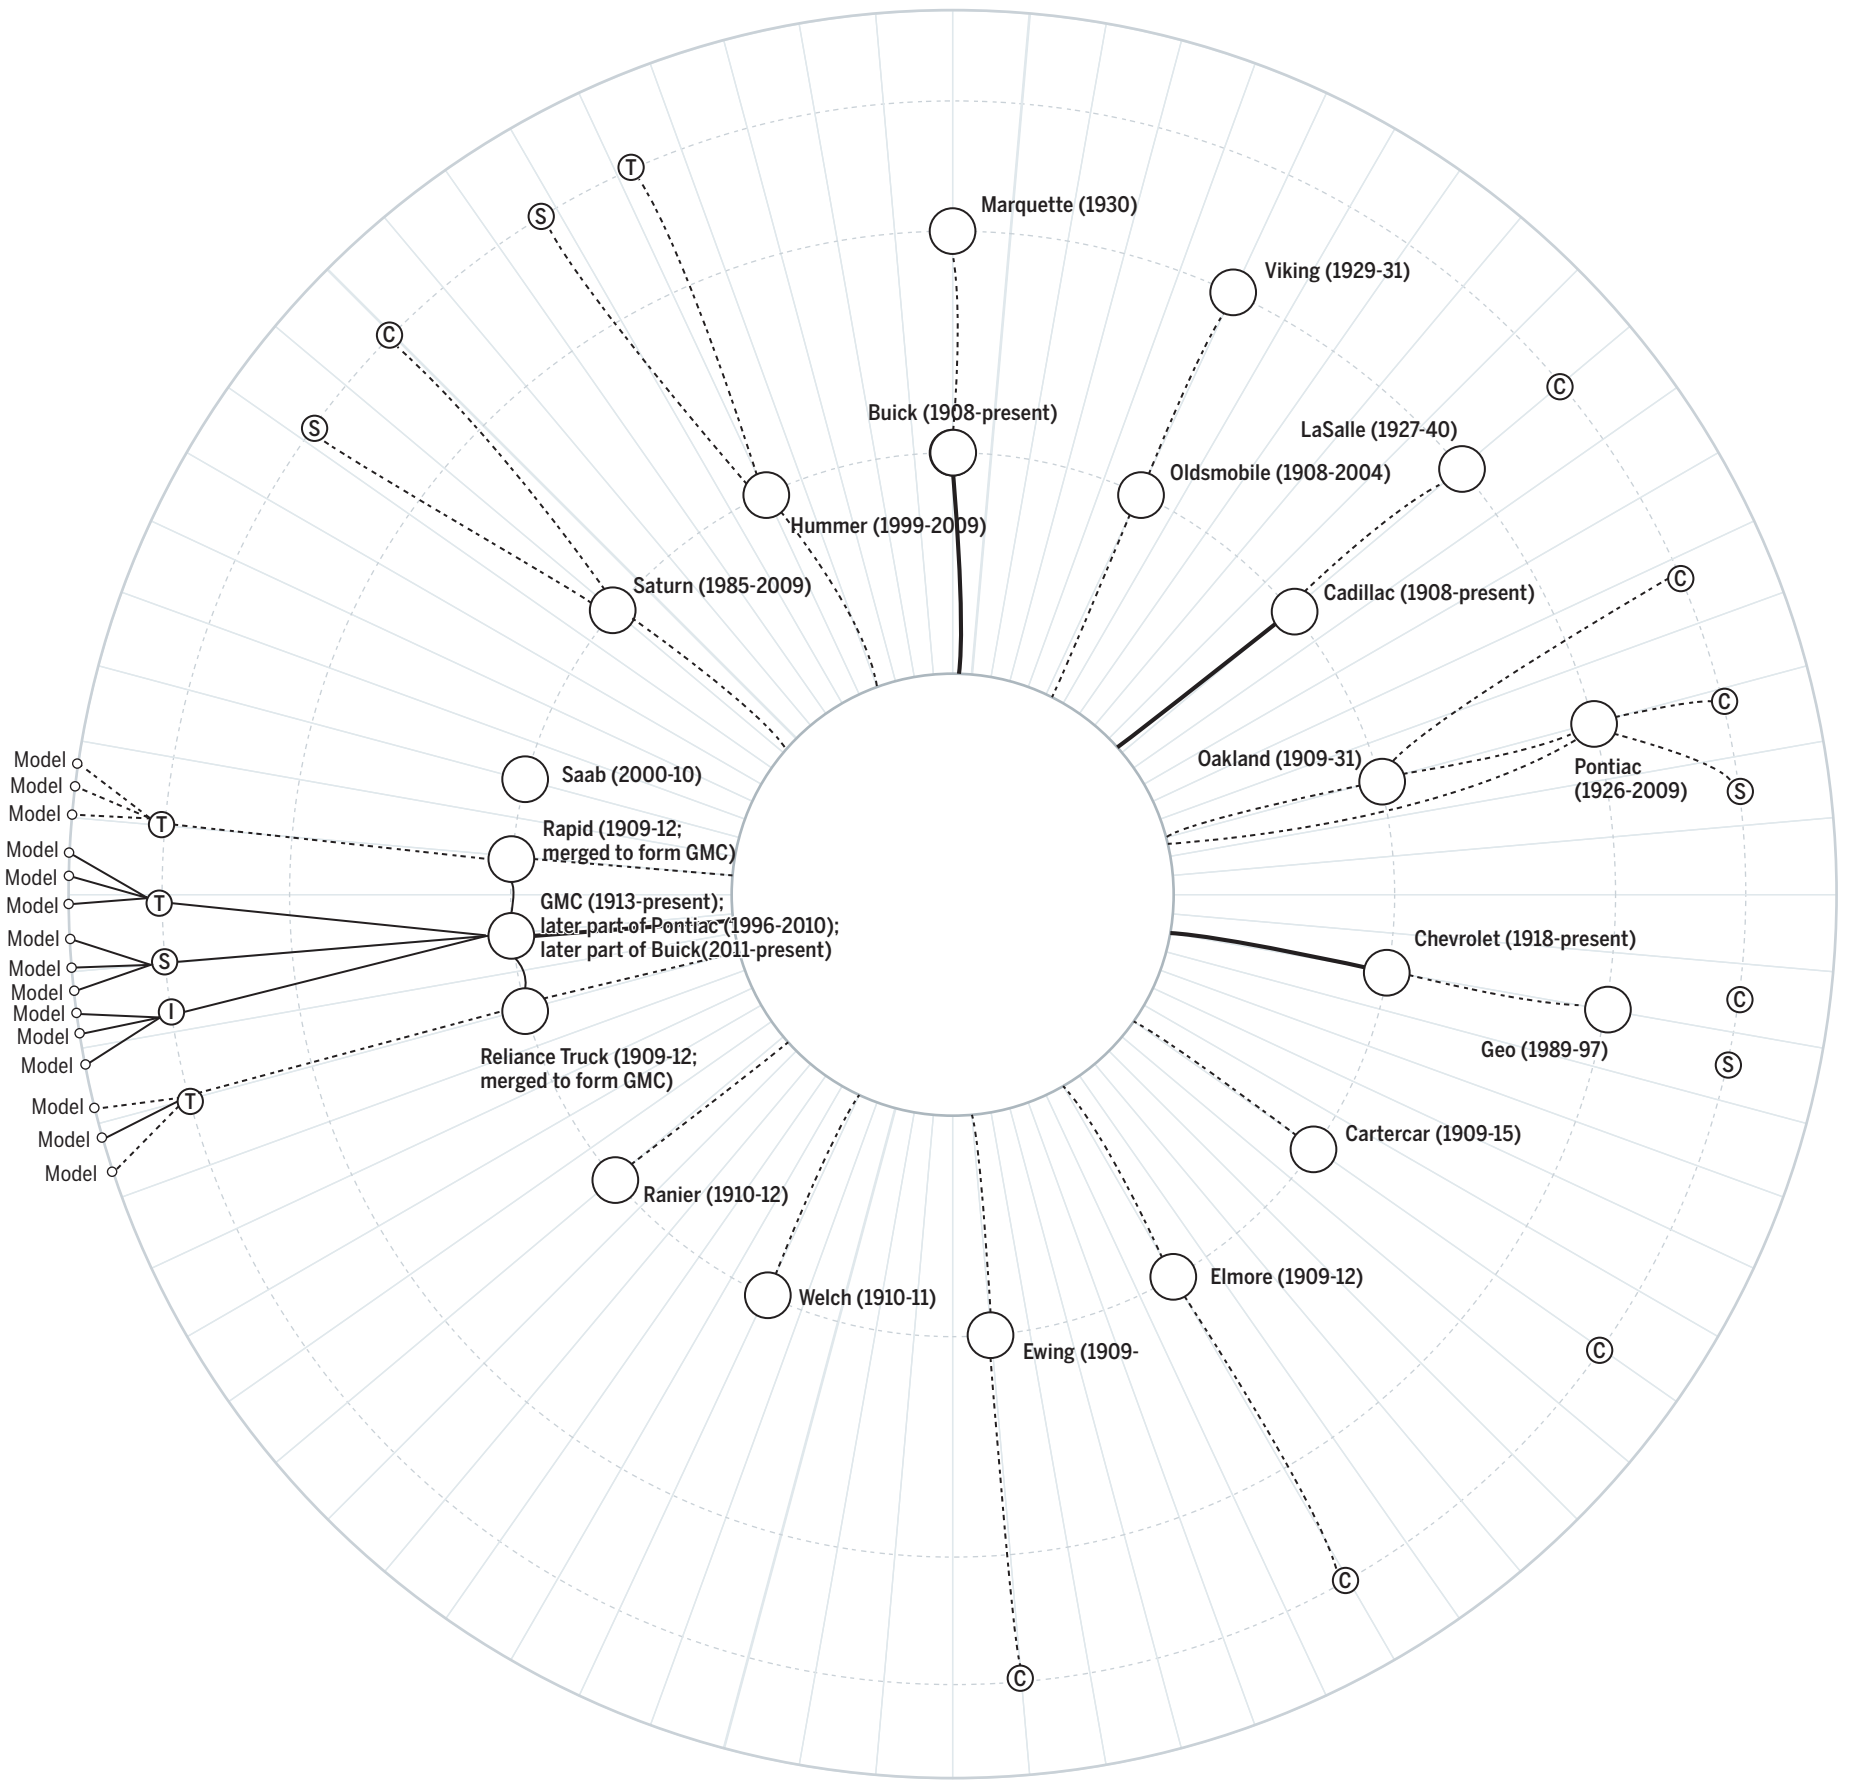 T
S
Marquette (1930)
Viking (1929-31)
C
C
Buick (1908-present)
LaSalle (1927-40)
S
Oldsmobile (1908-2004)
Hummer (1999-2009)
Saturn (1985-2009)
Cadillac (1908-present)
C
C
Oakland (1909-31)
Pontiac
(1926-2009)
S
Saab (2000-10)
Model
Model
Model
T
Rapid (1909-12;
merged to form GMC)
Model
Model
Model
T
GMC (1913-present);
later part of Pontiac (1996-2010);
later part of Buick(2011-present)
Model
Model
Model
S
Chevrolet (1918-present)
Model
Model
Model
I
C
Geo (1989-97)
S
Reliance Truck (1909-12;
merged to form GMC)
Model
Model
Model
T
Cartercar (1909-15)
Ranier (1910-12)
Elmore (1909-12)
Welch (1910-11)
Ewing (1909-
C
C
C